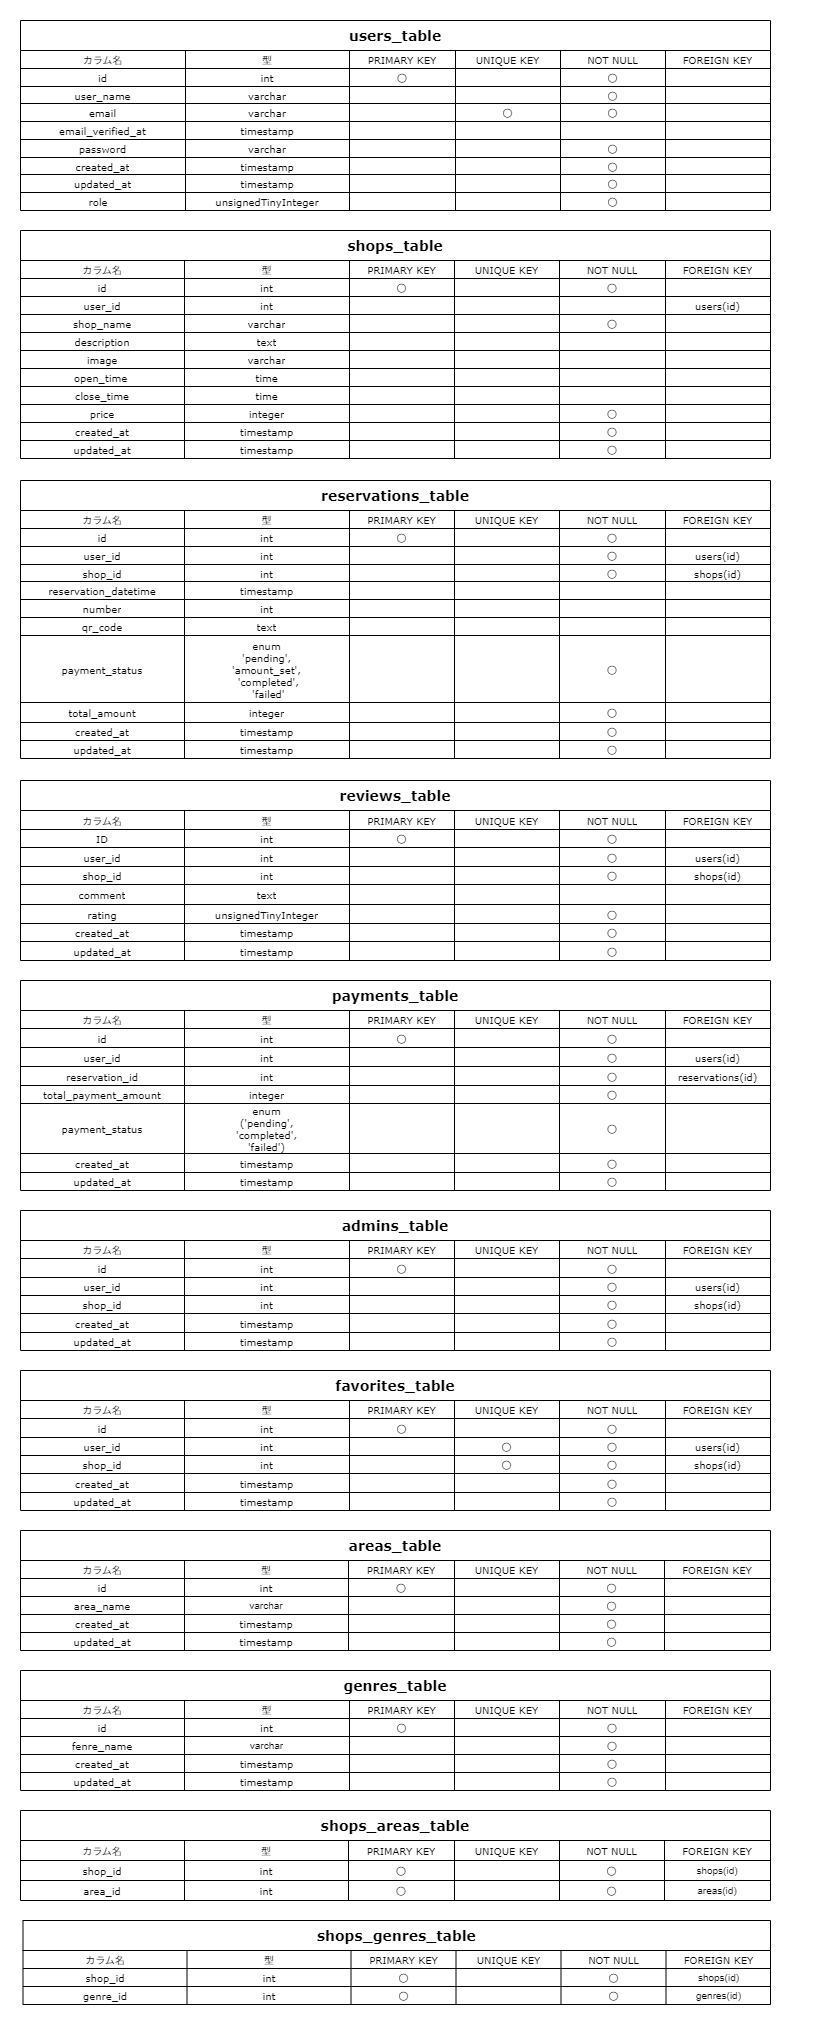 users_table
カラム名 型 PRIMARY KEY UNIQUE KEY NOT NULL FOREIGN KEY
id int ○ ○
user_name varchar ○
email varchar ○ ○
email_verified_at timestamp
password varchar ○
created_at timestamp ○
updated_at timestamp ○
role unsignedTinyInteger ○
shops_table
カラム名 型 PRIMARY KEY UNIQUE KEY NOT NULL FOREIGN KEY
id int ○ ○
user_id int users(id)
shop_name varchar ○
description text
image varchar
open_time time
close_time time
price integer ○
created_at timestamp ○
updated_at timestamp ○
reservations_table
カラム名 型 PRIMARY KEY UNIQUE KEY NOT NULL FOREIGN KEY
id int ○ ○
user_id int ○ users(id)
shop_id int ○ shops(id)
reservation_datetime timestamp
number int
qr_code text
enum
'pending',
payment_status 'amount_set', ○
'completed',
'failed'
total_amount integer ○
created_at timestamp ○
updated_at timestamp ○
reviews_table
カラム名 型 PRIMARY KEY UNIQUE KEY NOT NULL FOREIGN KEY
ID int ○ ○
user_id int ○ users(id)
shop_id int ○ shops(id)
comment text
rating unsignedTinyInteger ○
created_at timestamp ○
updated_at timestamp ○
payments_table
カラム名 型 PRIMARY KEY UNIQUE KEY NOT NULL FOREIGN KEY
id int ○ ○
user_id int ○ users(id)
reservation_id int ○ reservations(id)
total_payment_amount integer ○
enum
('pending',
payment_status 'completed', ○
'failed')
created_at timestamp ○
updated_at timestamp ○
admins_table
カラム名 型 PRIMARY KEY UNIQUE KEY NOT NULL FOREIGN KEY
id int ○ ○
user_id int ○ users(id)
shop_id int ○ shops(id)
created_at timestamp ○
updated_at timestamp ○
favorites_table
カラム名 型 PRIMARY KEY UNIQUE KEY NOT NULL FOREIGN KEY
id int ○ ○
user_id int ○ ○ users(id)
shop_id int ○ ○ shops(id)
created_at timestamp ○
updated_at timestamp ○
areas_table
カラム名 型 PRIMARY KEY UNIQUE KEY NOT NULL FOREIGN KEY
id int ○ ○
area_name varchar ○
created_at timestamp ○
updated_at timestamp ○
genres_table
カラム名 型 PRIMARY KEY UNIQUE KEY NOT NULL FOREIGN KEY
id int ○ ○
fenre_name varchar ○
created_at timestamp ○
updated_at timestamp ○
shops_areas_table
カラム名 型 PRIMARY KEY UNIQUE KEY NOT NULL FOREIGN KEY
shop_id int ○ ○ shops(id)
area_id int ○ ○ areas(id)
shops_genres_table
カラム名 型 PRIMARY KEY UNIQUE KEY NOT NULL FOREIGN KEY
shop_id int ○ ○ shops(id)
genre_id int ○ ○ genres(id)